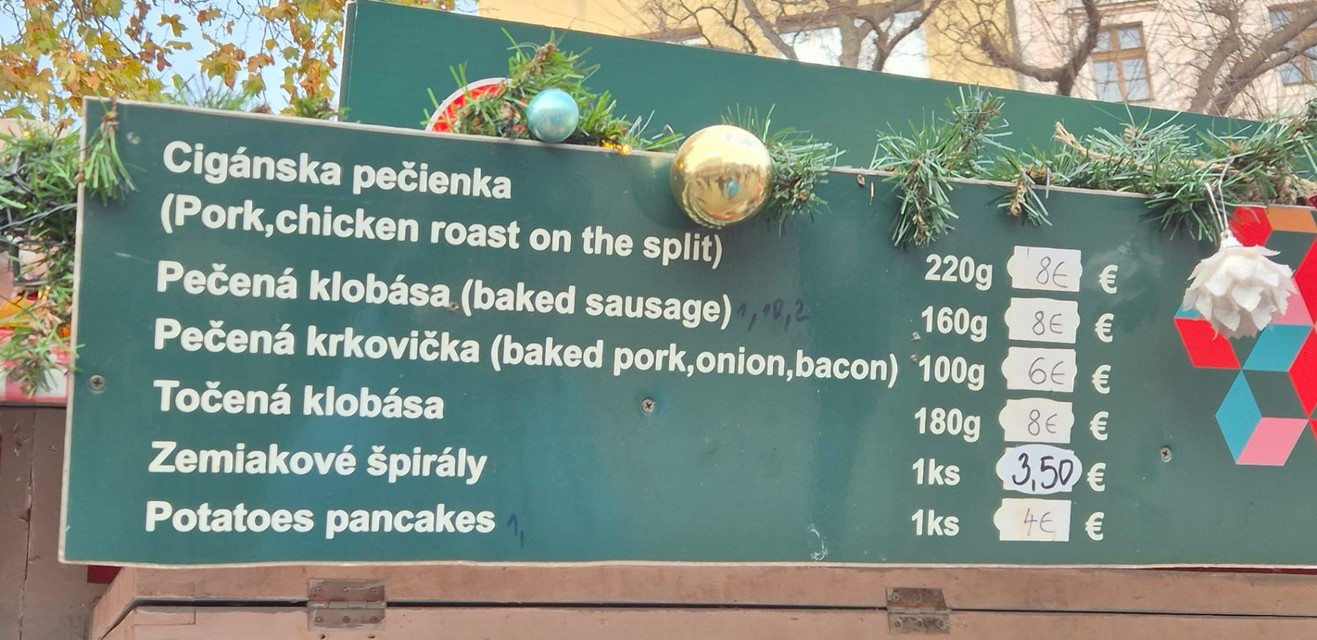 Cigánska pečienka
(Pork,chicken roast on the split) 220g 8€ €
Pečená klobása (baked sausage) 160g 8€ €
Pečená krkovička (baked pork,onion,bacon) 100g 6€ €
Točená klobása 180g 8€ €
Zemiakové špirály 1ks 3,50 €
Potatoes pancakes 1, 1ks 4€ €